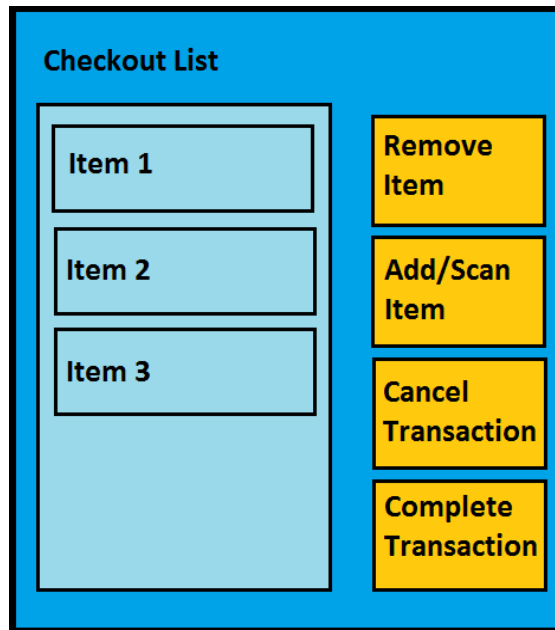 Checkout List
Item 1
Item 2
Item 3
Remove
Item
Add/Scan
Item
Cancel
Transaction
Complete
Transaction